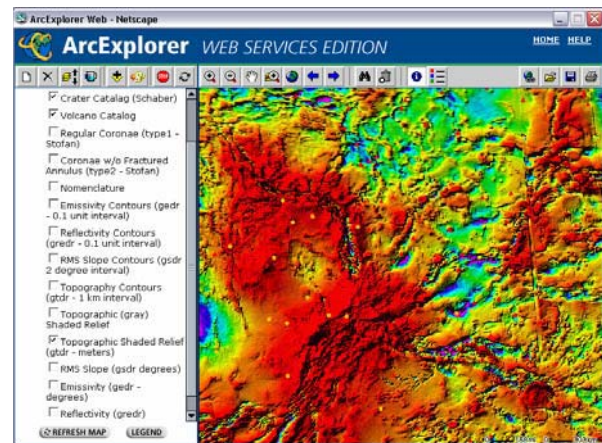 ArcExplorer Web - Netscape
ArcExplorer WEB SERVICES EDITION
HOME HELP
STOP
Crater Catalag (Schaber)
Volcano Catalog
Regular Coronae (type1 -
Stofan)
Coronae w/o Fractured
Annulus (type2 - Stofan)
Nomenclature
Emissivity Contours (gedr
- 0.1 unit interval)
Reflectivity Contours
(gredr - 0.1 unit interval)
RMS Slope Contours (gsdr
2 degree interval)
Topography Contours
(gtdr - 1 km interval)
Topographic (gray)
Shaded Relief
Topographic Shaded Relief
(gtdr - meters)
RMS Slope (gsdr degrees)
Emissivity (gedr -
degrees)
Reflectivity (gredr)
REFRESH MAP LEGEND